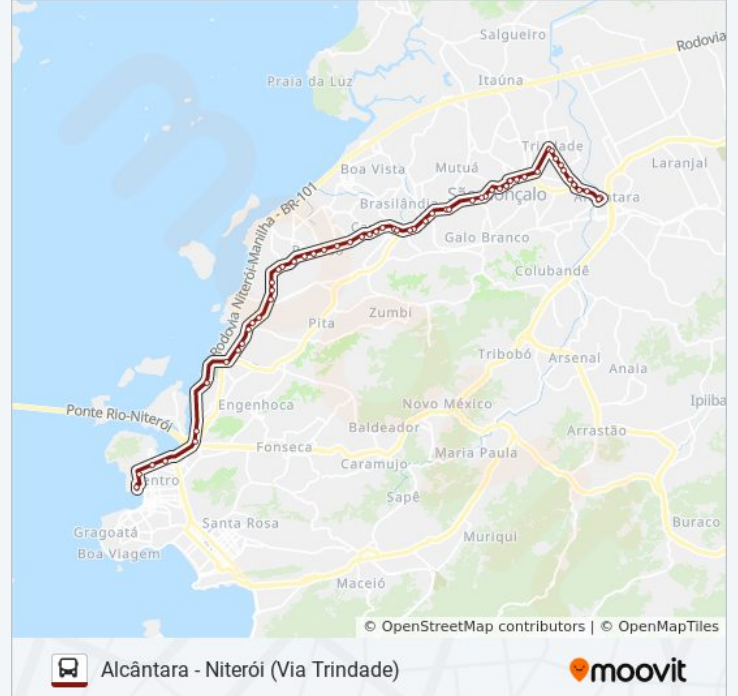 Salgueiro
Rodovia
Itaúna
Praia da Luz
Trindade
Boa Vista
Mutuá
Laranjal
São Gonçalo
Alcântara
Brasilândia
Rodovia Niterói-Manilha - BR-101
Galo Branco
Colubandê
Zumbi
Pita
Tribobó
Arsenal
Anaia
Ponte Rio-Niterói
Engenhoca
Novo México
Ipiiba
Baldeador
Arrastão
Fonseca
Maria Paula
Caramujo
Centro
Sapê
Santa Rosa
Buraco
Gragoatá
Muriqui
Boa Viagem
Maceió
© OpenStreetMap contributors | © OpenMapTiles
Alcântara - Niterói (Via Trindade)
moovit